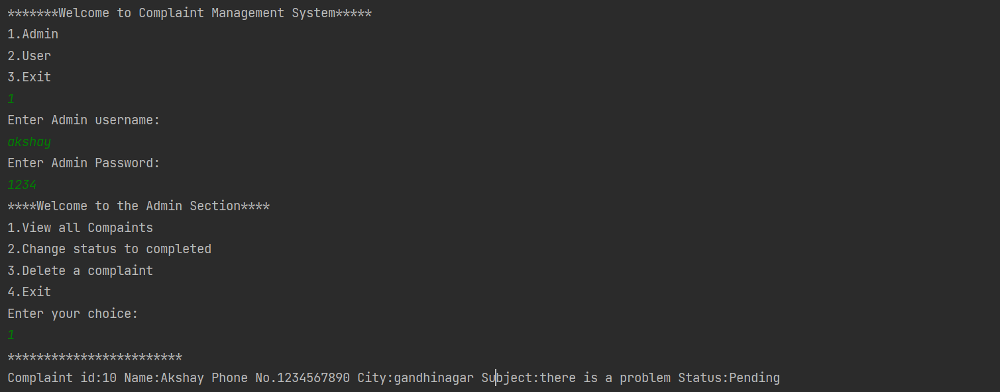 *******Welcome to Complaint Management System*****
1.Admin
2.User
3.Exit
1
Enter Admin username:
akshay
Enter Admin Password:
1234
****Welcome to the Admin Section****
1.View all Compaints
2.Change status to completed
3.Delete a complaint
4.Exit
Enter your choice:
1
************************
Complaint id:10 Name:Akshay Phone No.1234567890 City:gandhinagar Subject:there is a problem Status:Pending